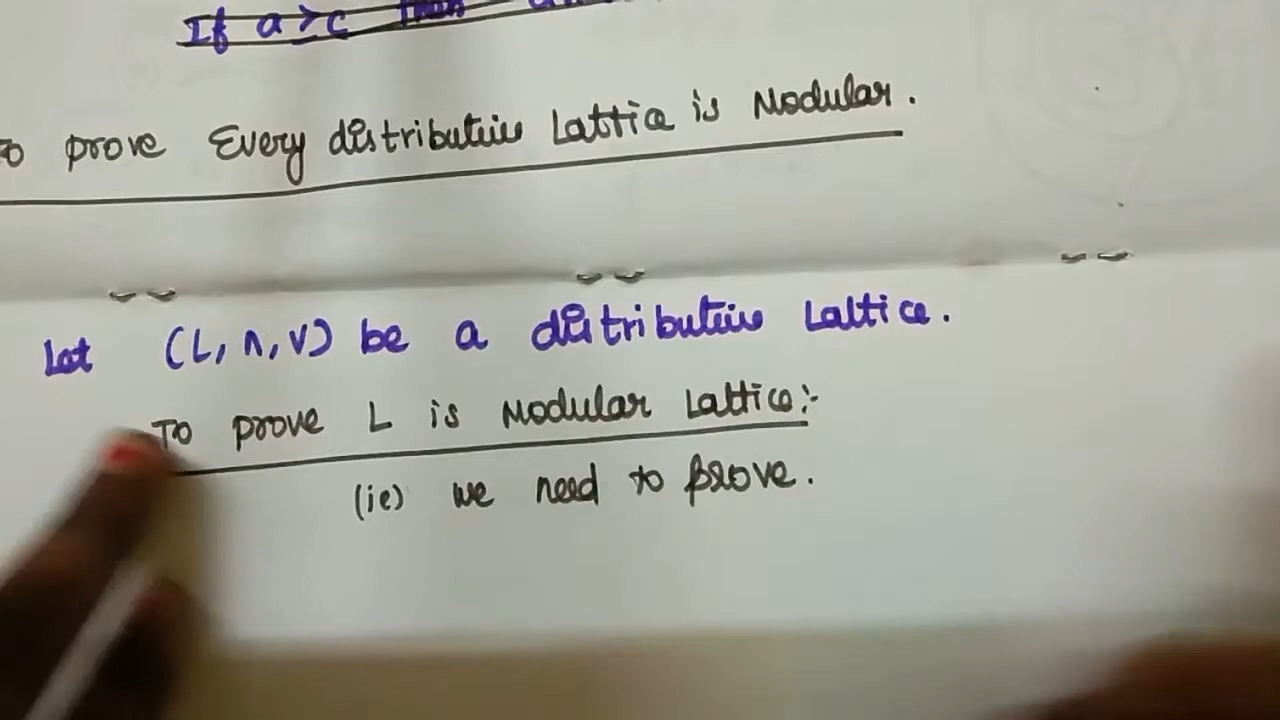 If a > c Then
To prove Every distributive Lattice is Modular.
Let (L, ∧, ∨) be a distributive Lattice.
To prove L is Modular Lattice:-
(ie) we need to prove.